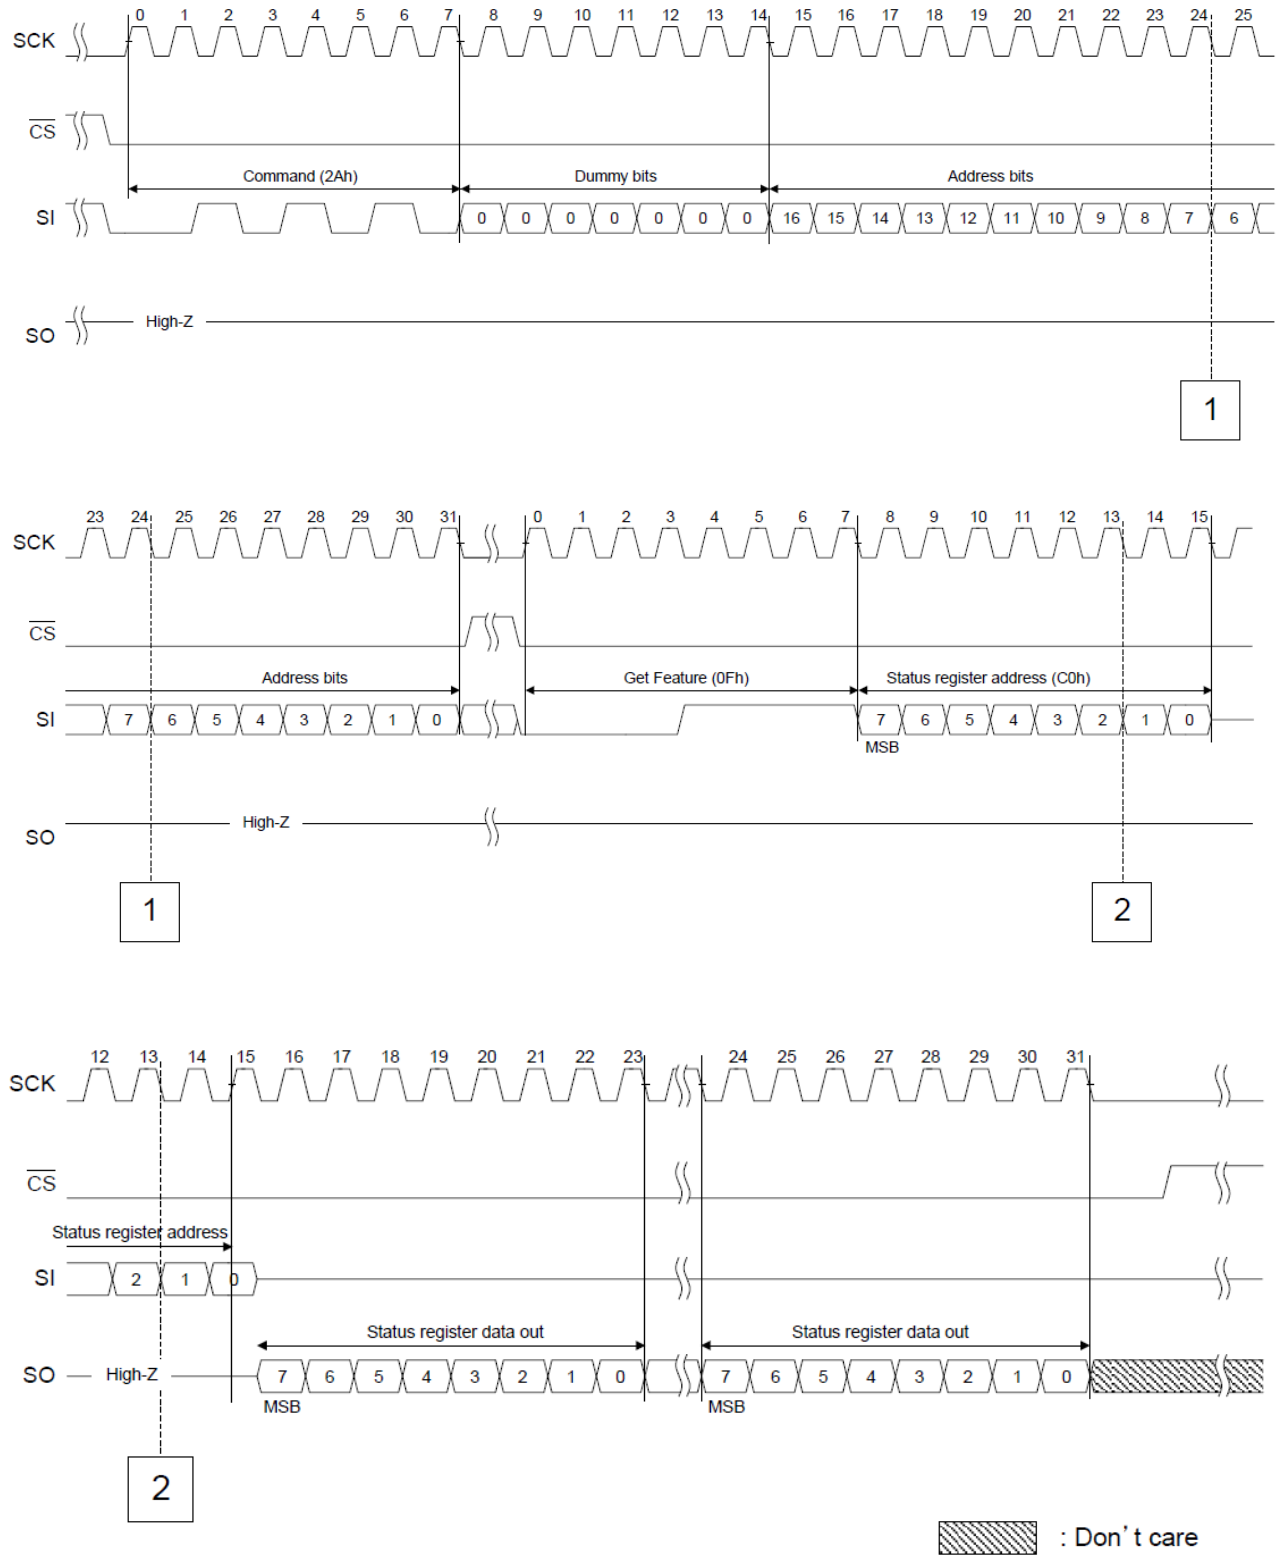 0 1 2 3 4 5 6 7 8 9 10 11 12 13 14 15 16 17 18 19 20 21 22 23 24 25
SCK
CS
Command (2Ah) Dummy bits Address bits
SI 0 0 0 0 0 0 0 16 15 14 13 12 11 10 9 8 7 6
SO High-Z
1
23 24 25 26 27 28 29 30 31 0 1 2 3 4 5 6 7 8 9 10 11 12 13 14 15
SCK
CS
Address bits Get Feature (0Fh) Status register address (C0h)
SI 7 6 5 4 3 2 1 0 7 6 5 4 3 2 1 0
MSB
SO High-Z
1 2
12 13 14 15 16 17 18 19 20 21 22 23 24 25 26 27 28 29 30 31
SCK
CS
Status register address
SI 2 1 0
Status register data out Status register data out
SO High-Z 7 6 5 4 3 2 1 0 7 6 5 4 3 2 1 0
MSB MSB
2
: Don't care